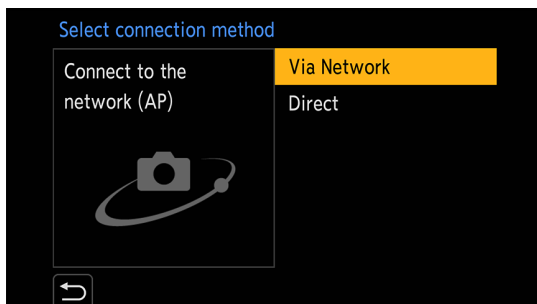 Select connection method
Connect to the
network (AP)
Via Network
Direct